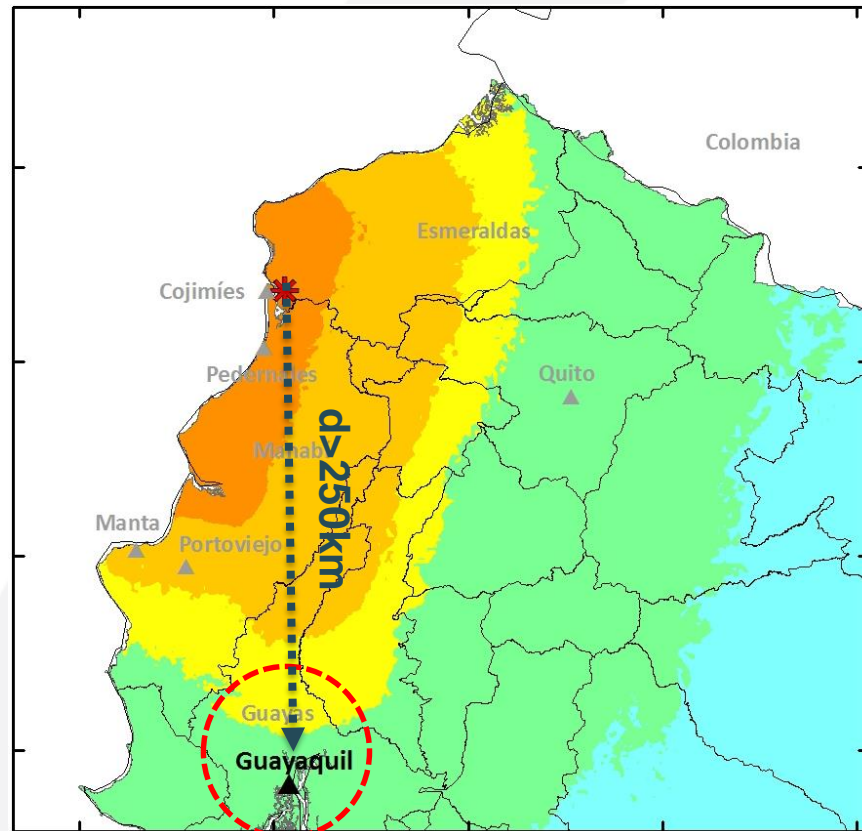 Colombia
Esmeraldas
Cojimíes
Pedernales
Quito
d>250km
Manabí
Manta
Portoviejo
Guayas
Guayaquil